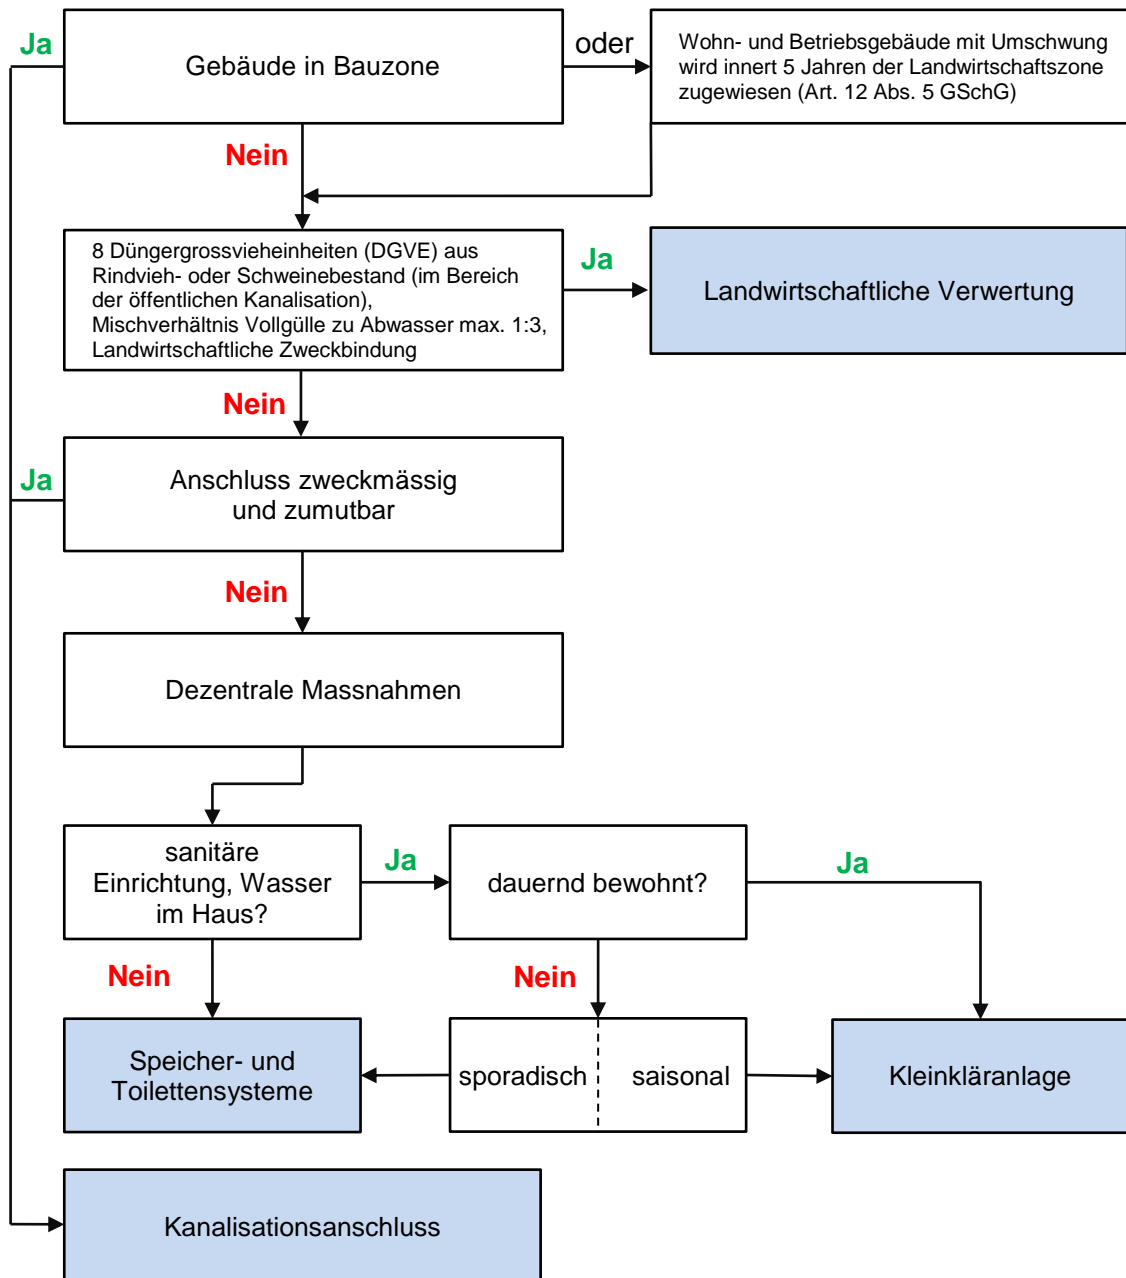 Ja
Gebäude in Bauzone
oder
Wohn- und Betriebsgebäude mit Umschwung
wird innert 5 Jahren der Landwirtschaftszone
zugewiesen (Art. 12 Abs. 5 GSchG)
Nein
8 Düngergrossvieheinheiten (DGVE) aus
Rindvieh- oder Schweinebestand (im Bereich
der öffentlichen Kanalisation),
Mischverhältnis Vollgülle zu Abwasser max. 1:3,
Landwirtschaftliche Zweckbindung
Ja
Landwirtschaftliche Verwertung
Nein
Ja
Anschluss zweckmässig
und zumutbar
Nein
Dezentrale Massnahmen
sanitäre
Einrichtung, Wasser
im Haus?
Ja
dauernd bewohnt?
Ja
Nein
Nein
Speicher- und
Toilettensysteme
sporadisch
saisonal
Kleinkläranlage
Kanalisationsanschluss